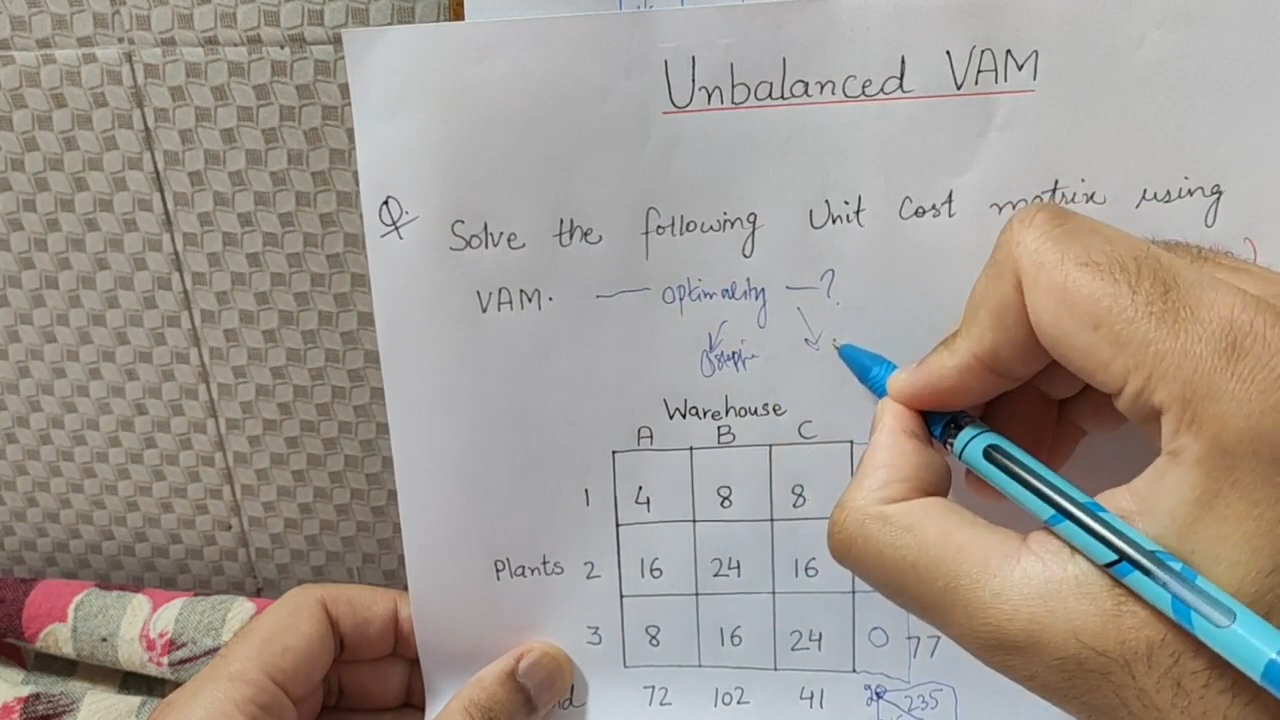 Unbalanced VAM
Q. Solve the following Unit Cost matrix using
VAM. — optimality — ?
Warehouse
A B C
1 4 8 8
Plants 2 16 24 16
3 8 16 24 0 77
72 102 41 235